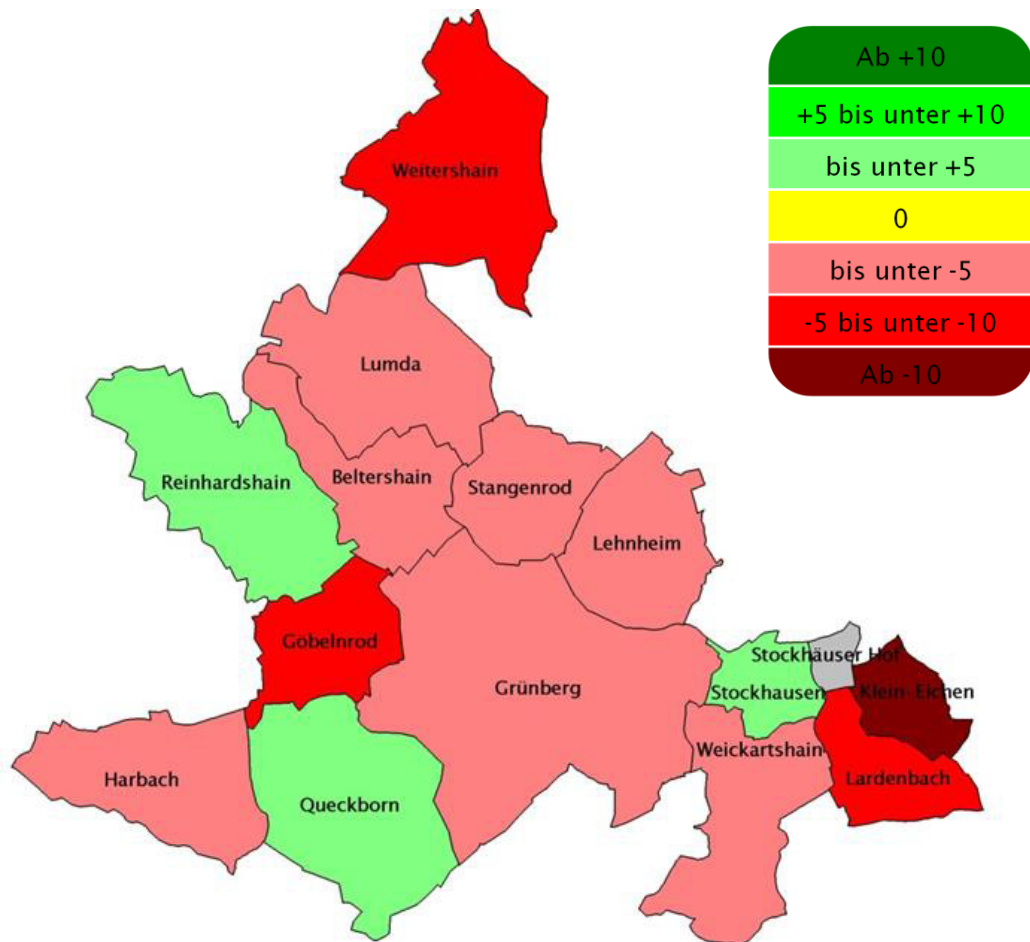 Ab +10
+5 bis unter +10
bis unter +5
0
bis unter -5
-5 bis unter -10
Ab -10
Weitershain
Lumda
Reinhardshain
Beltershain
Stangenrod
Lehnheim
Göbelnrod
Grünberg
Stockhäuser Hof
Stockhausen
Klein-Eichen
Weickartshain
Lardenbach
Harbach
Queckborn